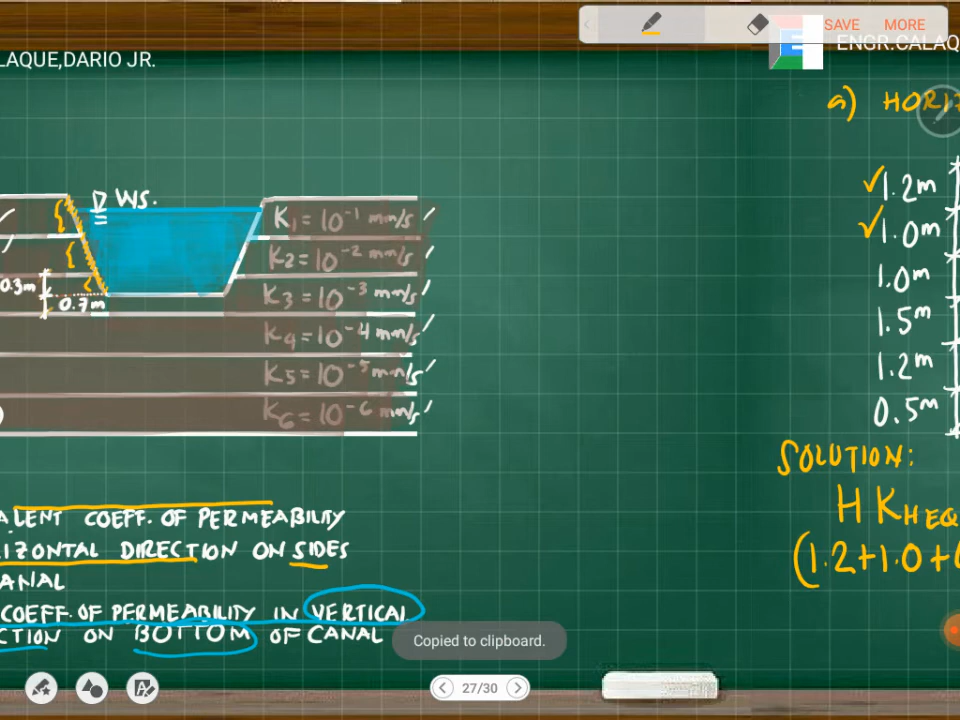 LAQUE,DARIO JR.
SAVE MORE
ENGR.CALAQ
a) HORIZ
WS.
K1 = 10^-1 mm/s
K2 = 10^-2 mm/s
K3 = 10^-3 mm/s
K4 = 10^-4 mm/s
K5 = 10^-5 mm/s
K6 = 10^-6 mm/s
0.3m
0.7m
1.2m
1.0m
1.0m
1.5m
1.2m
0.5m
ALENT COEFF. OF PERMEABILITY
IZONTAL DIRECTION ON SIDES
ANAL
COEFF. OF PERMEABILITY IN VERTICAL
CTION ON BOTTOM OF CANAL
SOLUTION:
H KHEQ
(1.2+1.0+
Copied to clipboard.
27/30